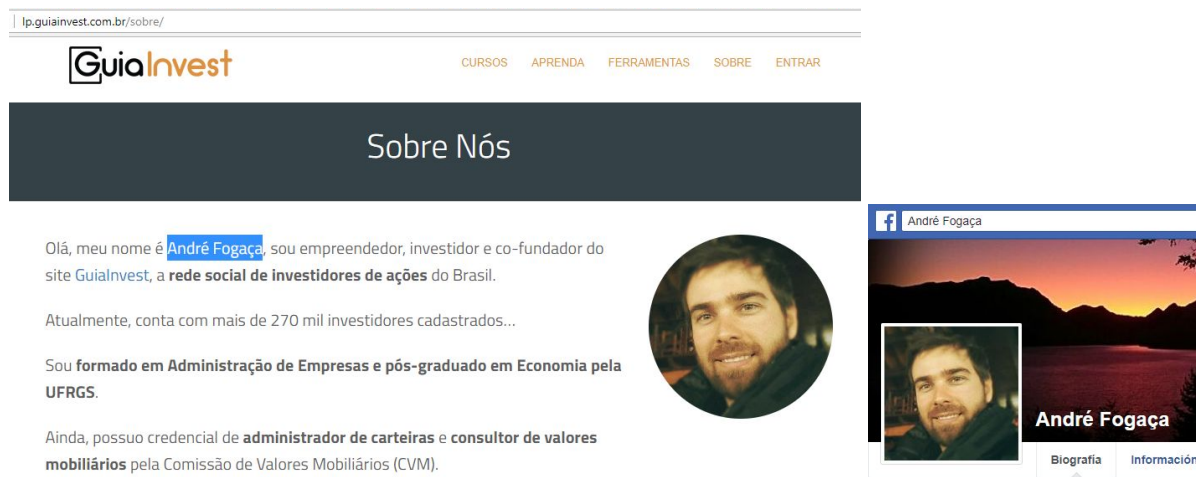 lp.guiainvest.com.br/sobre/
GuiaInvest
CURSOS APRENDA FERRAMENTAS SOBRE ENTRAR
Sobre Nós
Olá, meu nome é André Fogaça, sou empreendedor, investidor e co-fundador do
site GuiaInvest, a rede social de investidores de ações do Brasil.
Atualmente, conta com mais de 270 mil investidores cadastrados...
Sou formado em Administração de Empresas e pós-graduado em Economia pela
UFRGS.
Ainda, possuo credencial de administrador de carteiras e consultor de valores
mobiliários pela Comissão de Valores Mobiliários (CVM).
f André Fogaça
André Fogaça
Biografia Información